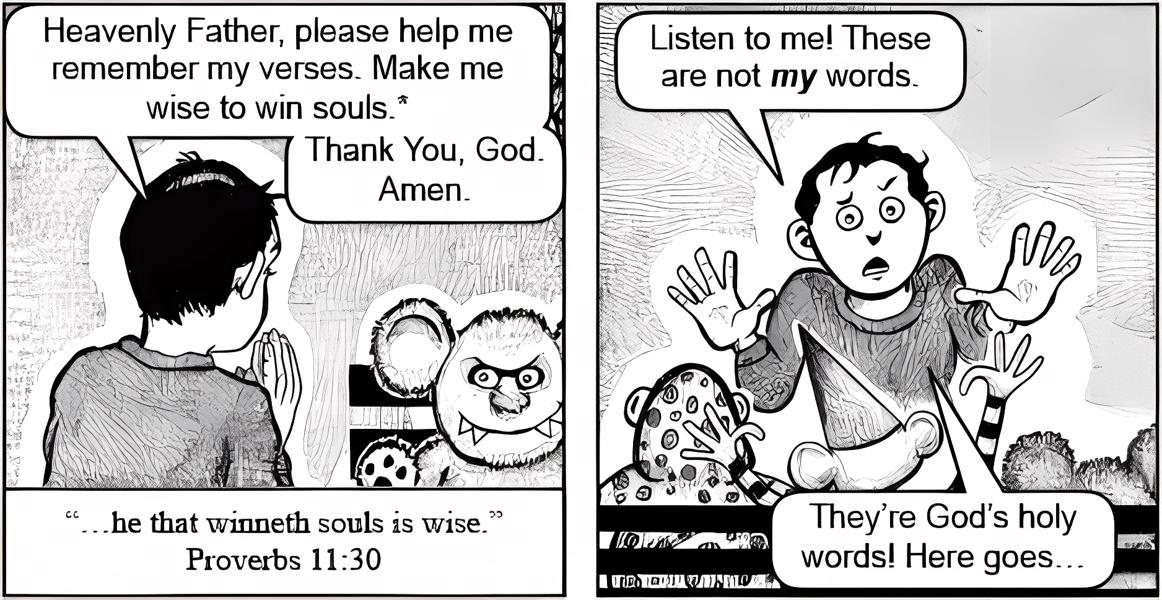 Heavenly Father, please help me
remember my verses. Make me
wise to win souls.*
Thank You, God.
Amen.
“...he that winneth souls is wise.”
Proverbs 11:30
Listen to me! These
are not my words.
They’re God’s holy
words! Here goes...